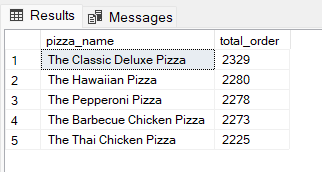 Results Messages
pizza_name total_order
1 The Classic Deluxe Pizza 2329
2 The Hawaiian Pizza 2280
3 The Pepperoni Pizza 2278
4 The Barbecue Chicken Pizza 2273
5 The Thai Chicken Pizza 2225